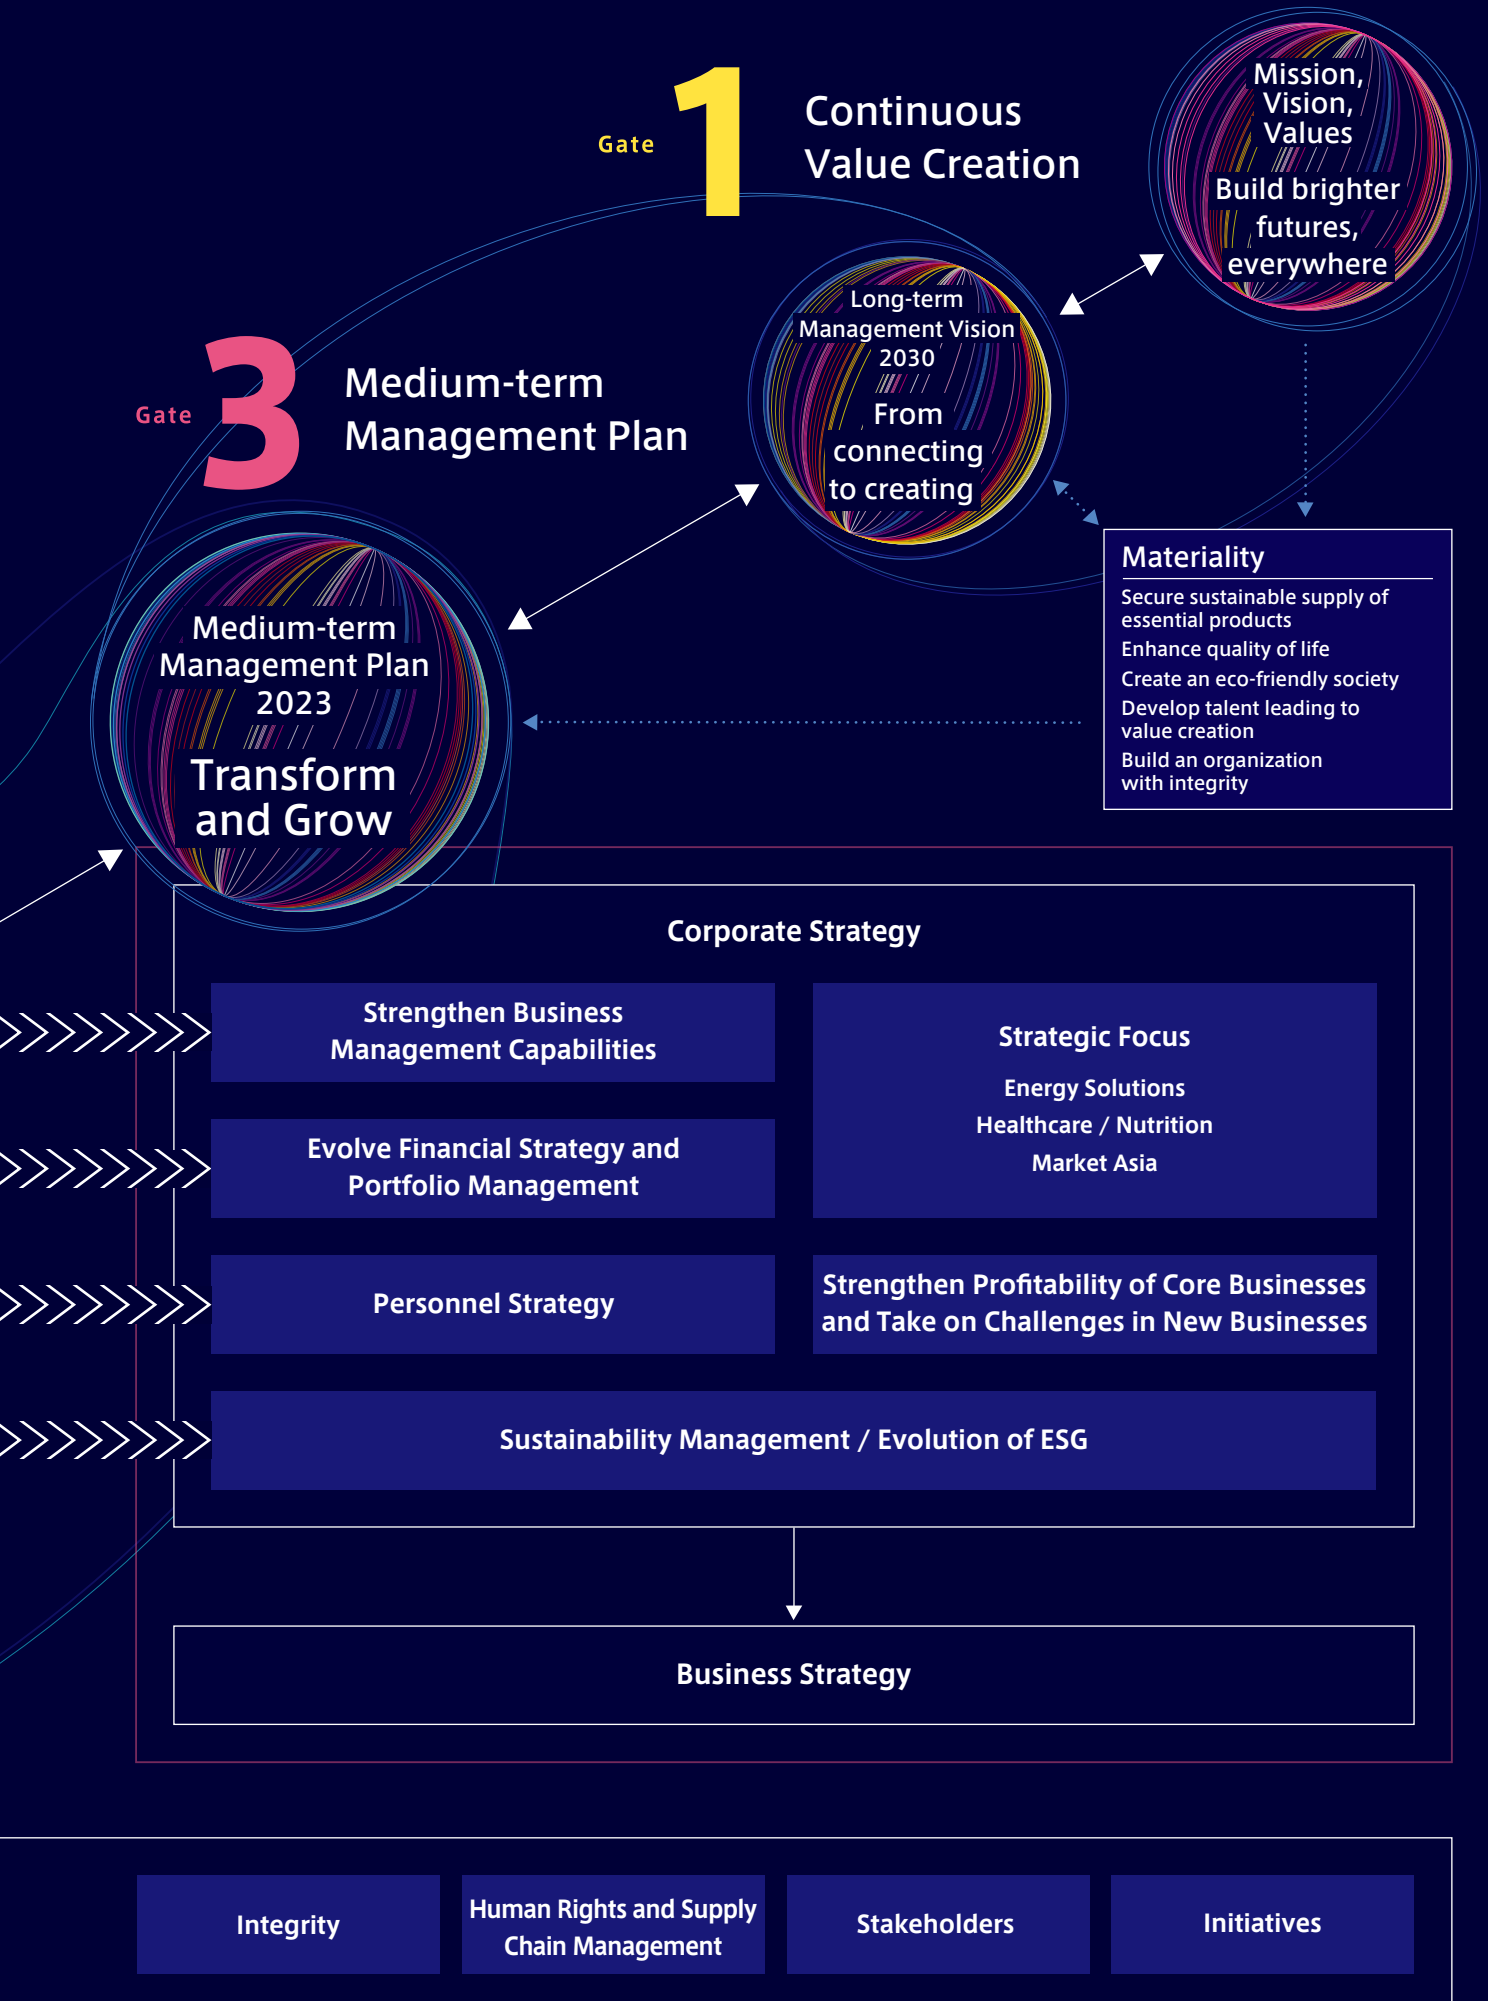 Gate 1
Continuous
Value Creation
Mission,
Vision,
Values
Build brighter
futures,
everywhere
Long-term
Management Vision
2030
From
connecting
to creating
Gate 3
Medium-term
Management Plan
Medium-term
Management Plan
2023
Transform
and Grow
Materiality
Secure sustainable supply of
essential products
Enhance quality of life
Create an eco-friendly society
Develop talent leading to
value creation
Build an organization
with integrity
Corporate Strategy
Strengthen Business
Management Capabilities
Strategic Focus
Energy Solutions
Healthcare / Nutrition
Market Asia
Evolve Financial Strategy and
Portfolio Management
Personnel Strategy
Strengthen Profitability of Core Businesses
and Take on Challenges in New Businesses
Sustainability Management / Evolution of ESG
Business Strategy
Integrity
Human Rights and Supply
Chain Management
Stakeholders
Initiatives